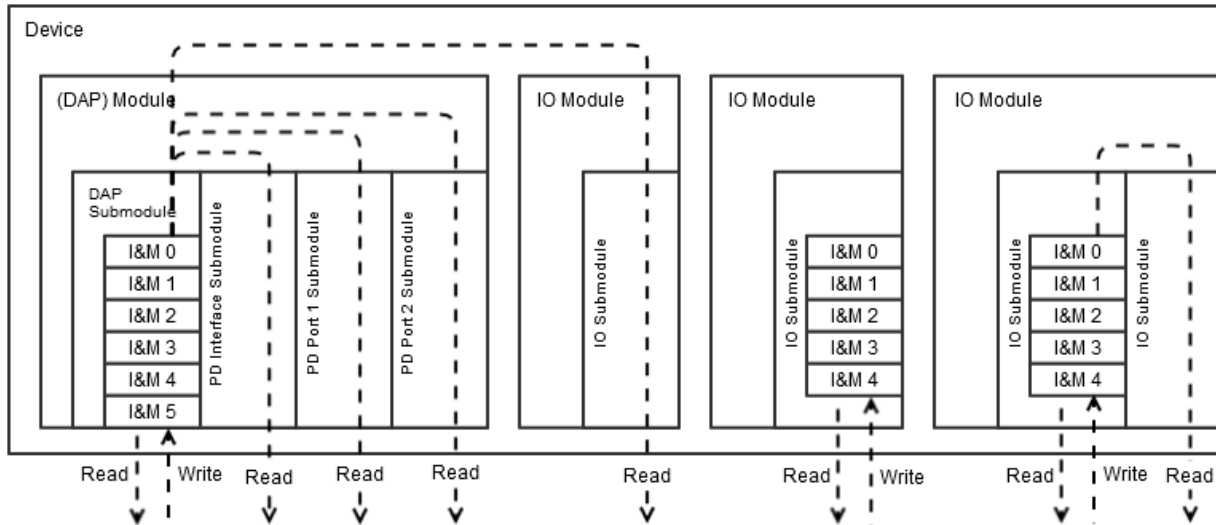 Device
(DAP) Module
IO Module
IO Module
IO Module
DAP
Submodule
I&M 0
I&M 1
I&M 2
I&M 3
I&M 4
I&M 5
PD Interface Submodule
PD Port 1 Submodule
PD Port 2 Submodule
IO Submodule
IO Submodule
I&M 0
I&M 1
I&M 2
I&M 3
I&M 4
IO Submodule
I&M 0
I&M 1
I&M 2
I&M 3
I&M 4
IO Submodule
Read
Write
Read
Read
Read
Read
Read
Write
Read
Write
Read